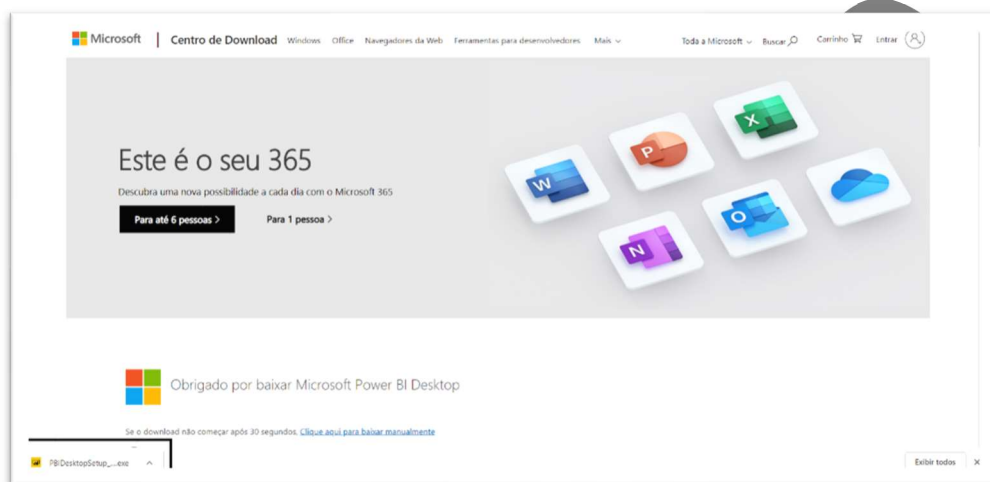 Microsoft | Centro de Download Windows Office Navegadores da Web Ferramentas para desenvolvedores Mais Toda a Microsoft Buscar Carrinho Entrar
Este é o seu 365
Descubra uma nova possibilidade a cada dia com o Microsoft 365
Para até 6 pessoas > Para 1 pessoa >
W
P
X
N
O
Obrigado por baixar Microsoft Power BI Desktop
Se o download não começar após 30 segundos, Clique aqui para baixar manualmente
PBIDesktopSetup_....exe
Exibir todos X